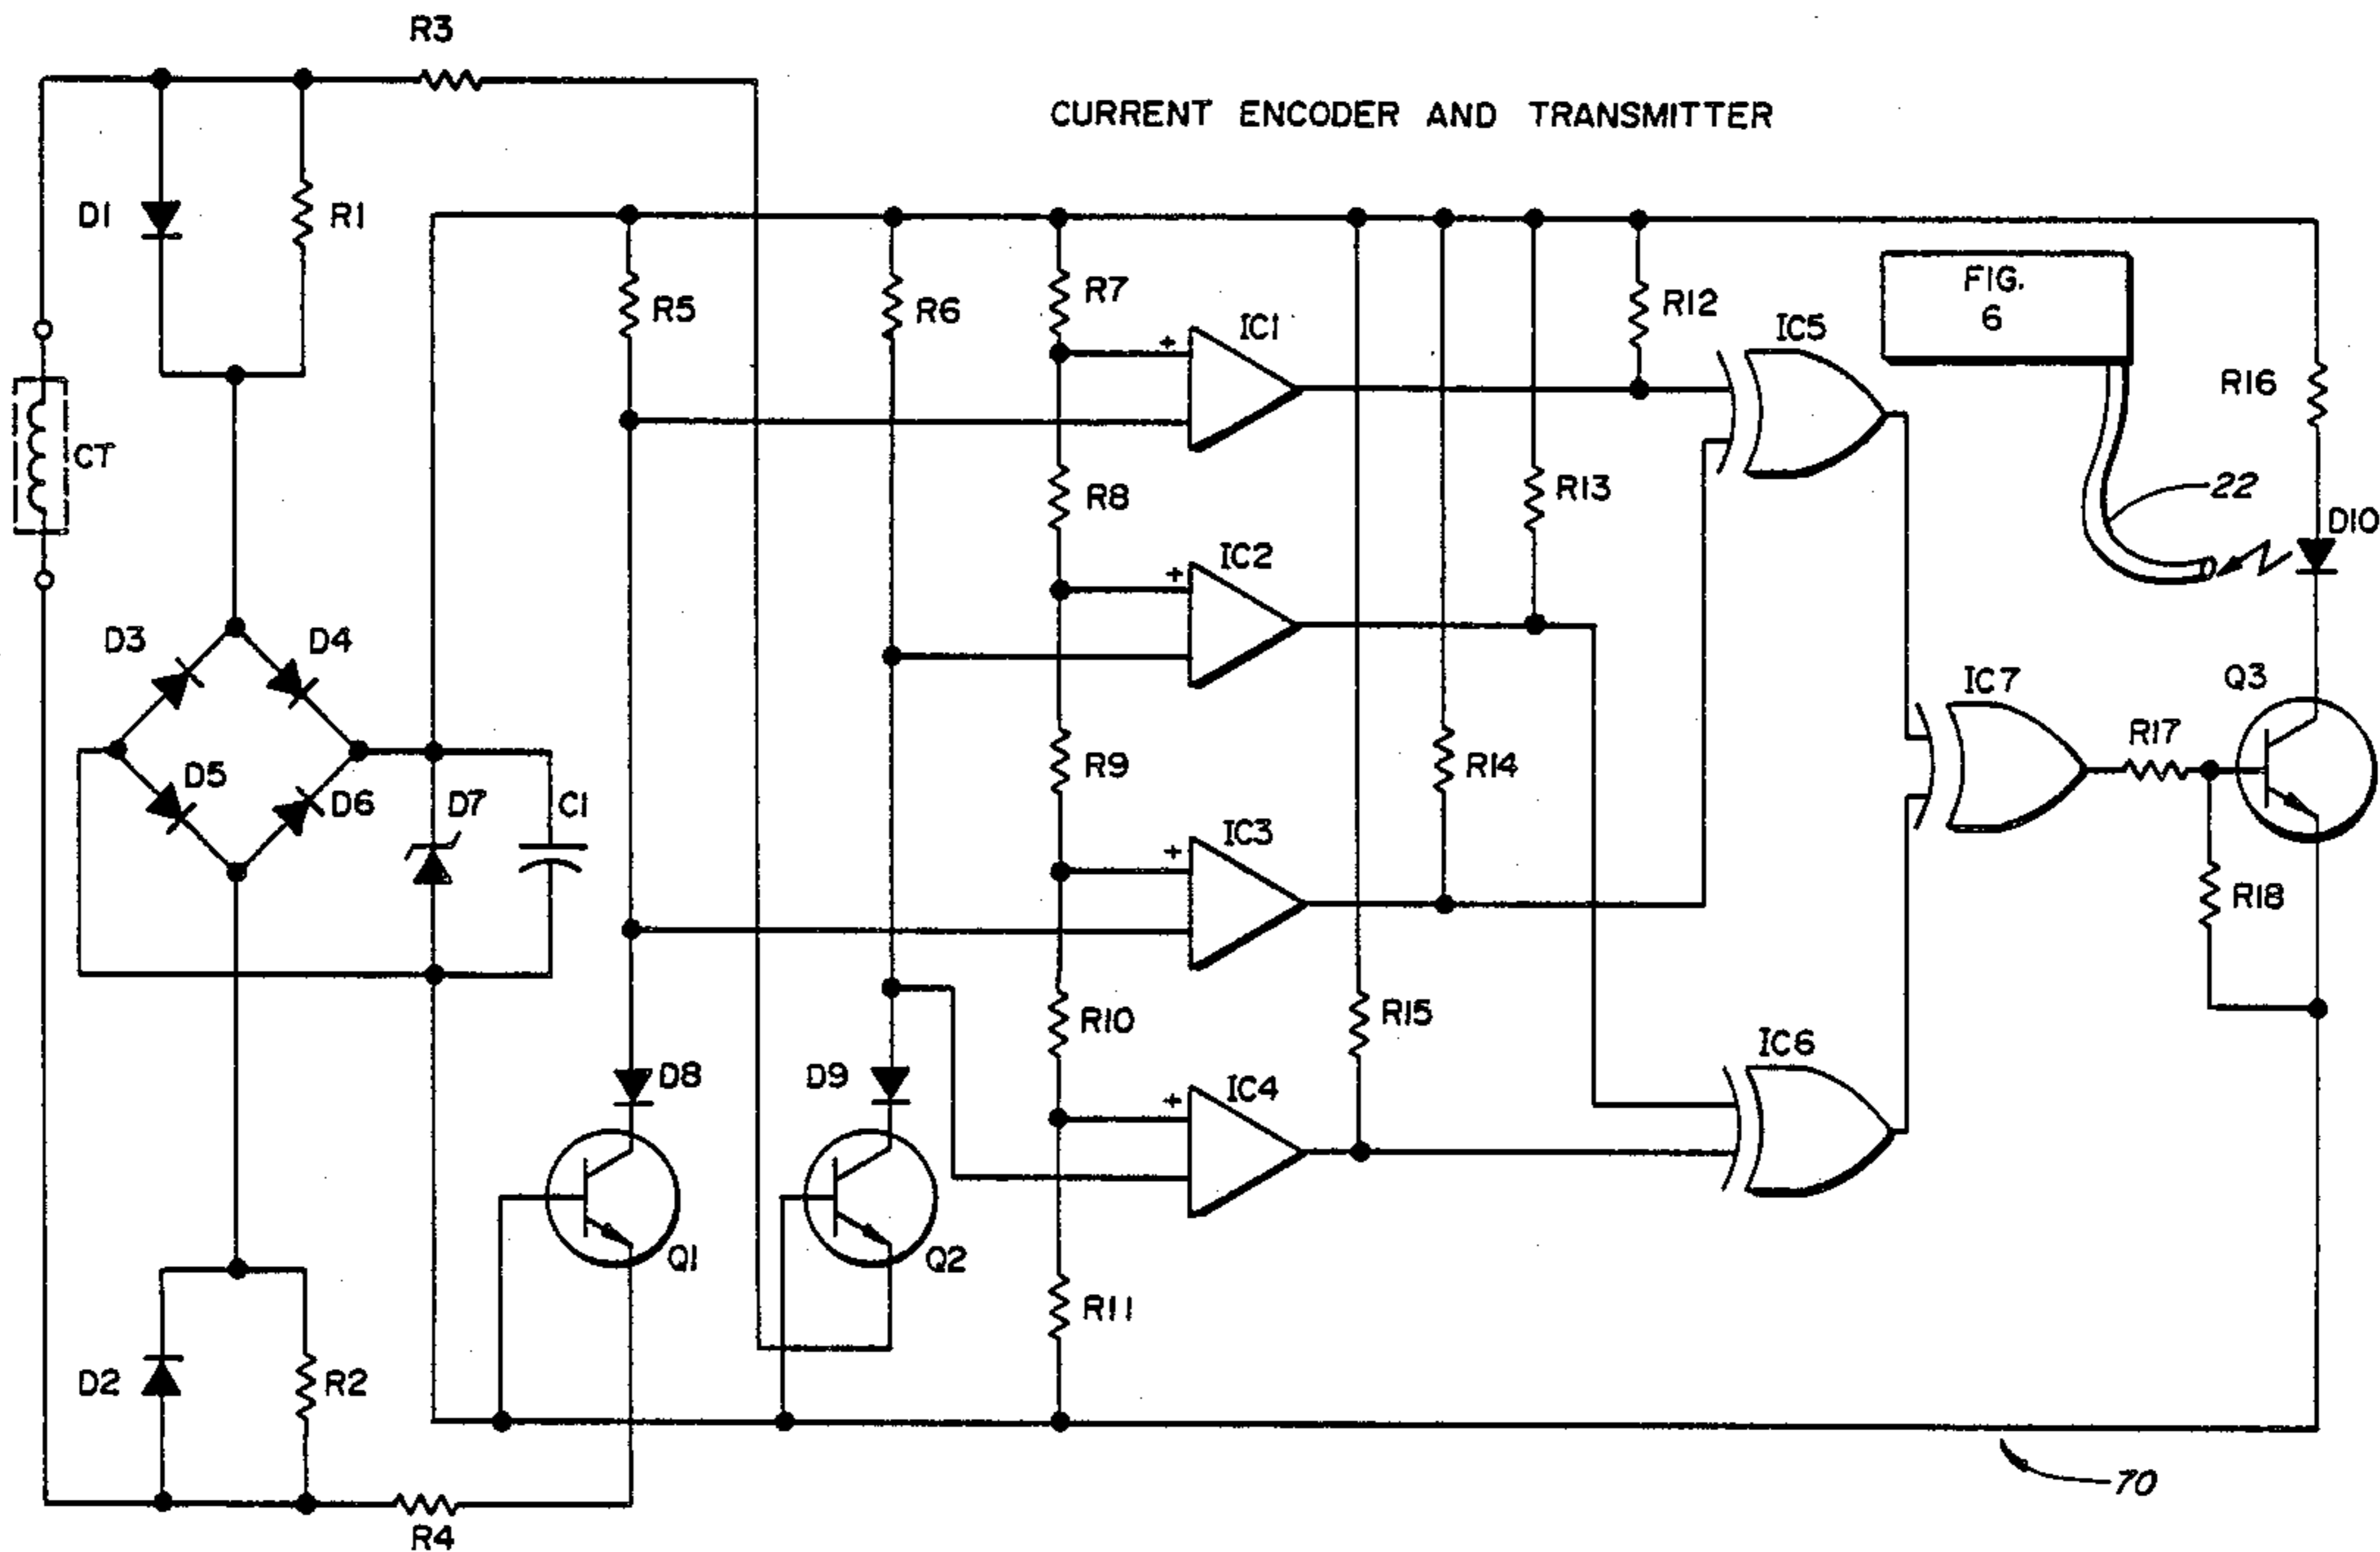 R3
CURRENT ENCODER AND TRANSMITTER
D1
R1
R5
R6
R7
IC1
+
R12
IC5
FIG.
6
R16
CT
R8
R13
22
D10
IC2
+
D3
D4
IC7
Q3
R9
R14
R17
D5
D6
D7
C1
IC3
+
R18
R10
R15
IC6
D8
D9
IC4
+
Q1
Q2
R11
D2
R2
70
R4